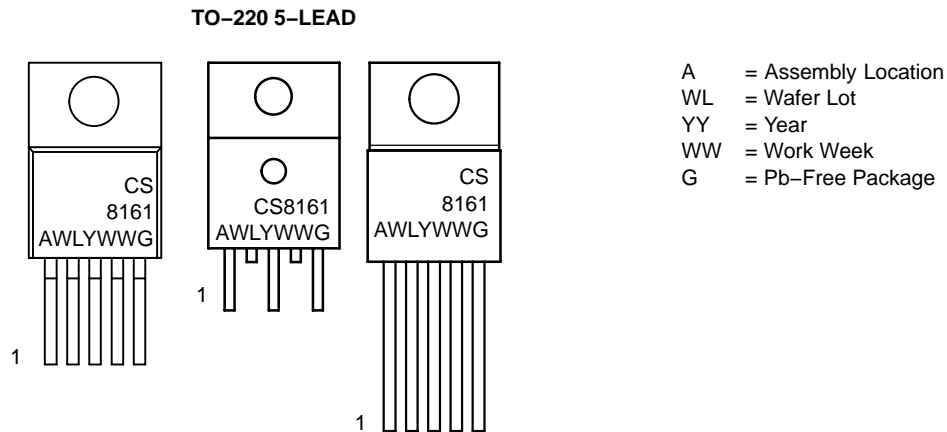 TO–220 5–LEAD
CS
8161
AWLYWWG
1
CS8161
AWLYWWG
1
CS
8161
AWLYWWG
1
A = Assembly Location
WL = Wafer Lot
YY = Year
WW = Work Week
G = Pb–Free Package